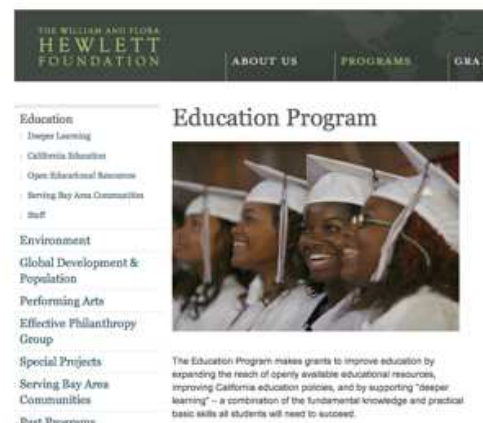 THE WILLIAM AND FLORA
HEWLETT
FOUNDATION
ABOUT US
PROGRAMS
GRA
Education
Deeper Learning
California Education
Open Educational Resources
Serving Bay Area Communities
Staff
Environment
Global Development &
Population
Performing Arts
Effective Philanthropy
Group
Special Projects
Serving Bay Area
Communities
Past Programs
Education Program
The Education Program makes grants to improve education by
expanding the reach of openly available educational resources,
improving California education policies, and by supporting "deeper
learning" – a combination of the fundamental knowledge and practical
basic skills all students will need to succeed.